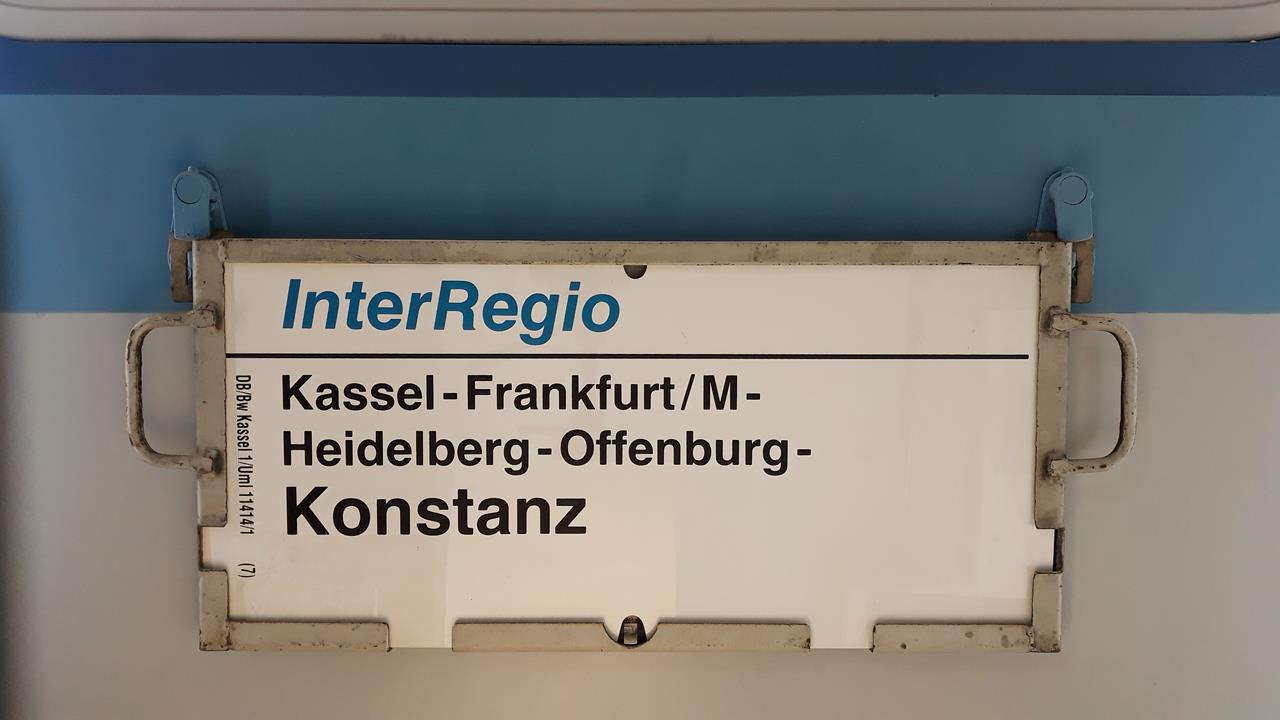 InterRegio
Kassel-Frankfurt/M-
Heidelberg-Offenburg-
Konstanz
DB/Bw Kassel 1/Uml 11414/1 (7)